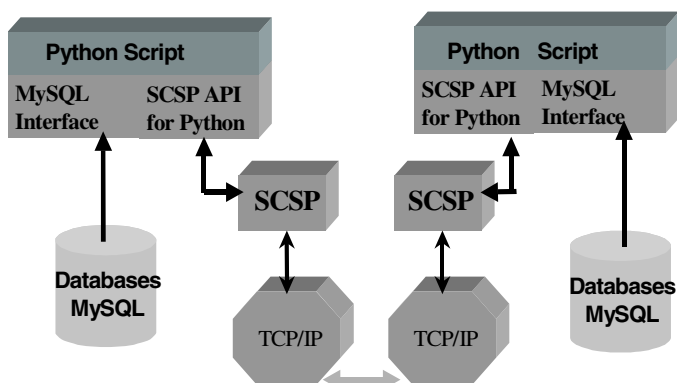 Python Script
MySQL
Interface
SCSP API
for Python
Python Script
SCSP API
for Python
MySQL
Interface
SCSP
SCSP
Databases
MySQL
TCP/IP
TCP/IP
Databases
MySQL